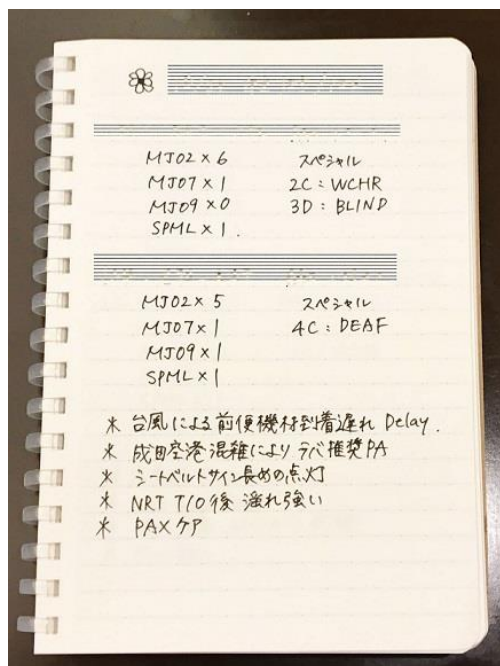 MJ02×6 スペシャル
MJ07×1 2C:WCHR
MJ09×0 3D:BLIND
SPML×1.
MJ02×5 スペシャル
MJ07×1 4C:DEAF
MJ09×1
SPML×1
* 台風による前便機材到着遅れ Delay.
* 成田空港混雑により ラバ推奨PA
* シートベルトサイン長めの点灯
* NRT T/O後 揺れ強い
* PAXケア